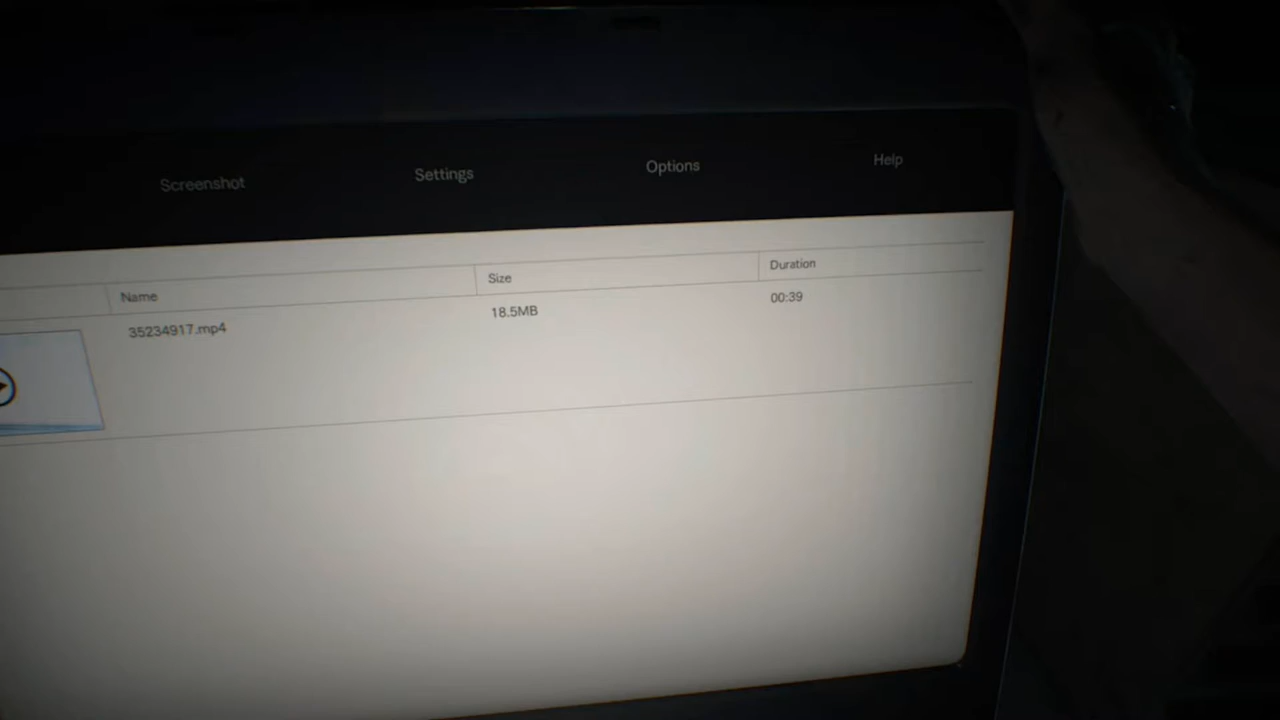 Screenshot Settings Options Help
Name Size Duration
35234917.mp4 18.5MB 00:39